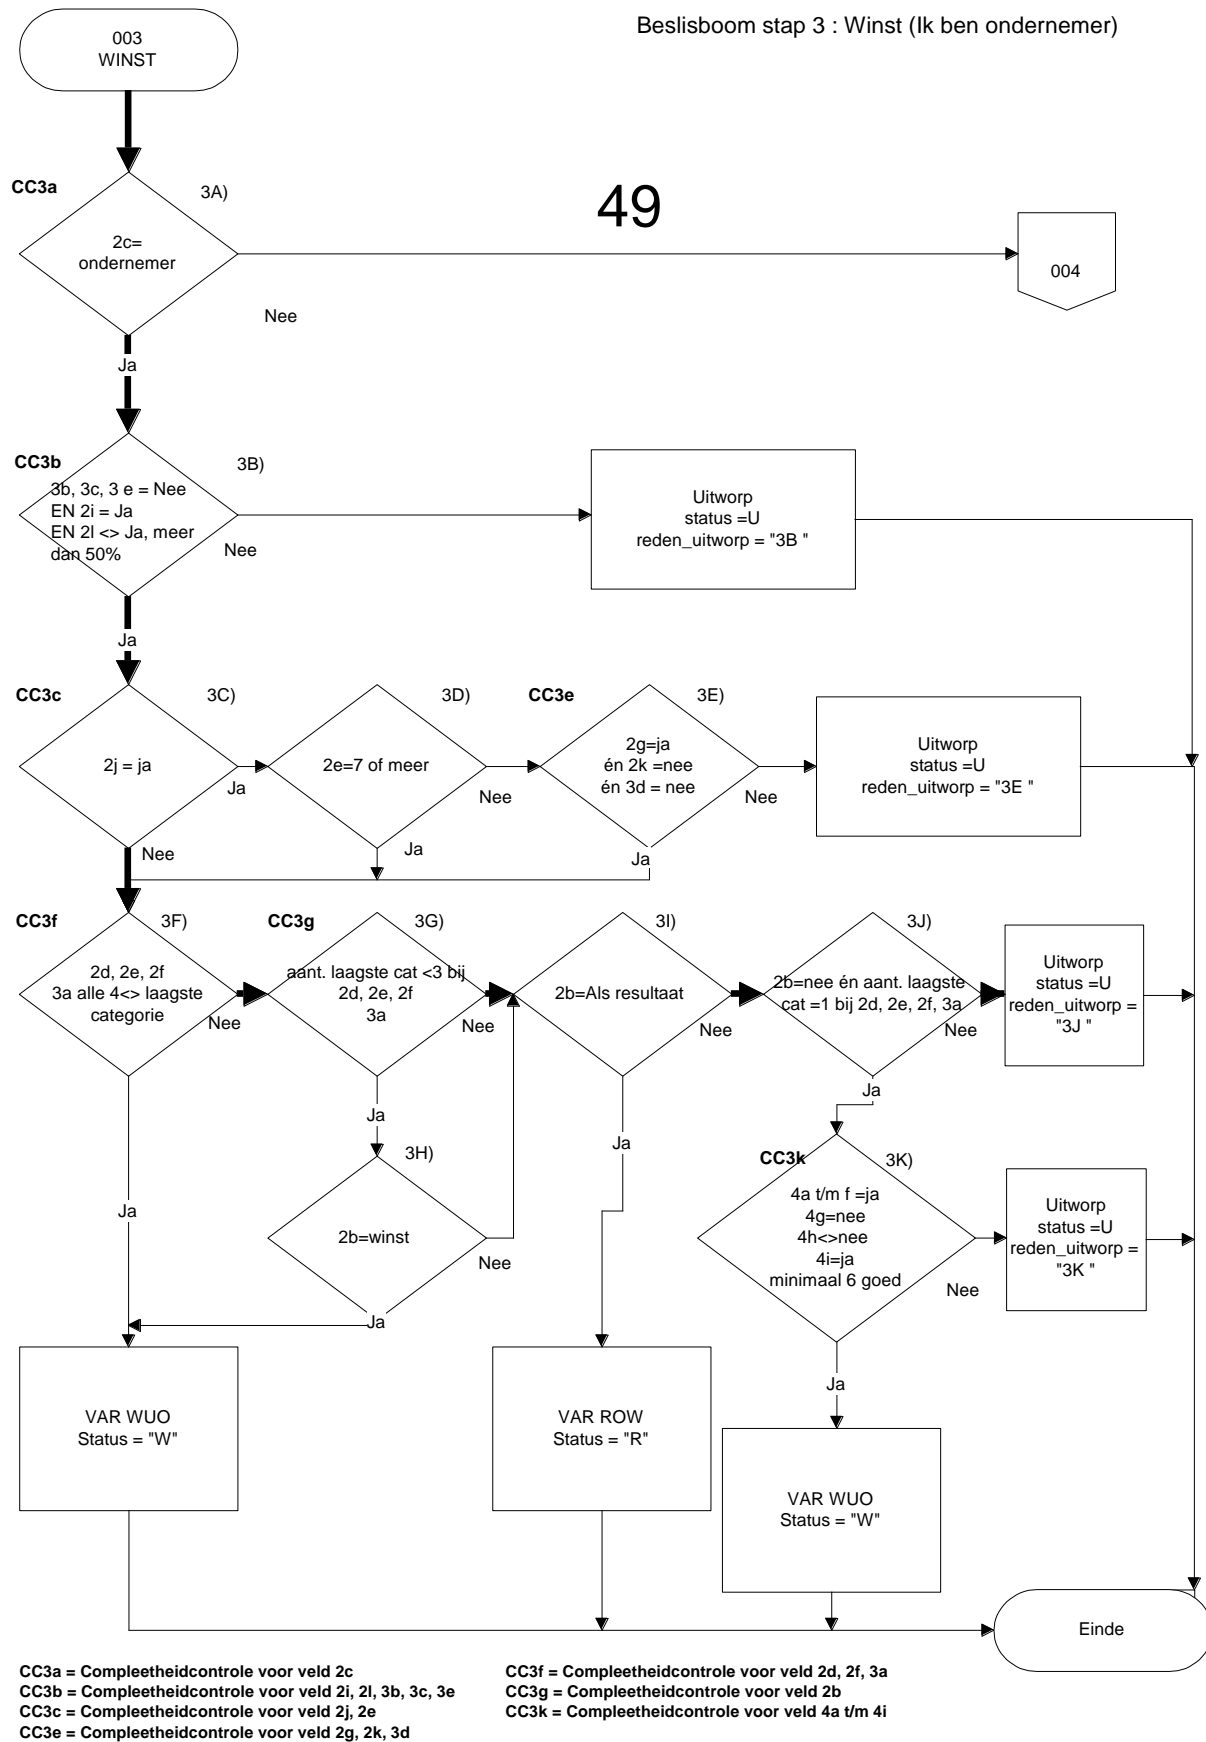 Beslisboom stap 3 : Winst (Ik ben ondernemer)
003
WINST
CC3a
3A)
49
2c=
ondernemer
004
Nee
Ja
CC3b
3B)
3b, 3c, 3 e = Nee
EN 2i = Ja
EN 2l <> Ja, meer
dan 50%
Nee
Uitworp
status =U
reden_uitworp = "3B "
Ja
CC3c
3C)
2j = ja
Ja
Nee
3D)
2e=7 of meer
Nee
Ja
CC3e
3E)
2g=ja
én 2k =nee
én 3d = nee
Nee
Ja
Uitworp
status =U
reden_uitworp = "3E "
CC3f
3F)
2d, 2e, 2f
3a alle 4<> laagste
categorie
Nee
Ja
CC3g
3G)
aant. laagste cat <3 bij
2d, 2e, 2f
3a
Nee
Ja
3I)
2b=Als resultaat
Nee
Ja
3J)
2b=nee én aant. laagste
cat =1 bij 2d, 2e, 2f, 3a
Nee
Ja
Uitworp
status =U
reden_uitworp =
"3J "
3H)
2b=winst
Nee
Ja
CC3k
3K)
4a t/m f =ja
4g=nee
4h<>nee
4i=ja
minimaal 6 goed
Nee
Ja
Uitworp
status =U
reden_uitworp =
"3K "
VAR WUO
Status = "W"
VAR ROW
Status = "R"
VAR WUO
Status = "W"
Einde
CC3a = Compleetheidcontrole voor veld 2c
CC3b = Compleetheidcontrole voor veld 2i, 2l, 3b, 3c, 3e
CC3c = Compleetheidcontrole voor veld 2j, 2e
CC3e = Compleetheidcontrole voor veld 2g, 2k, 3d
CC3f = Compleetheidcontrole voor veld 2d, 2f, 3a
CC3g = Compleetheidcontrole voor veld 2b
CC3k = Compleetheidcontrole voor veld 4a t/m 4i